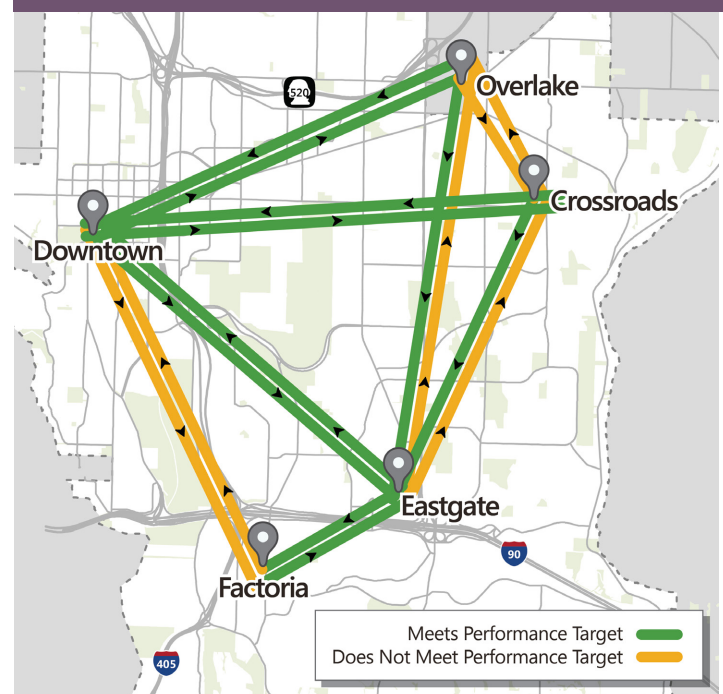 520
Overlake
Crossroads
Downtown
Eastgate
90
Factoria
405
Meets Performance Target
Does Not Meet Performance Target